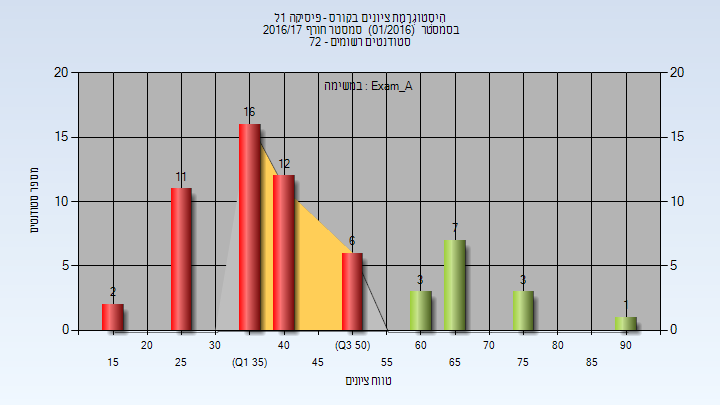 היסטוגרמת ציונים בקורס - פיסיקה 1ל
בסמסטר (01/2016) סמסטר חורף 2016/17
סטודנטים רשומים - 72
במשימה : Exam_A
20 20
15 15
10 10
5 5
0 0
מספר סטודנטים
2 11 16 12 6 3 7 3 1
20 30 40 (Q3 50) 60 70 80 90
15 25 (Q1 35) 45 55 65 75 85
טווח ציונים